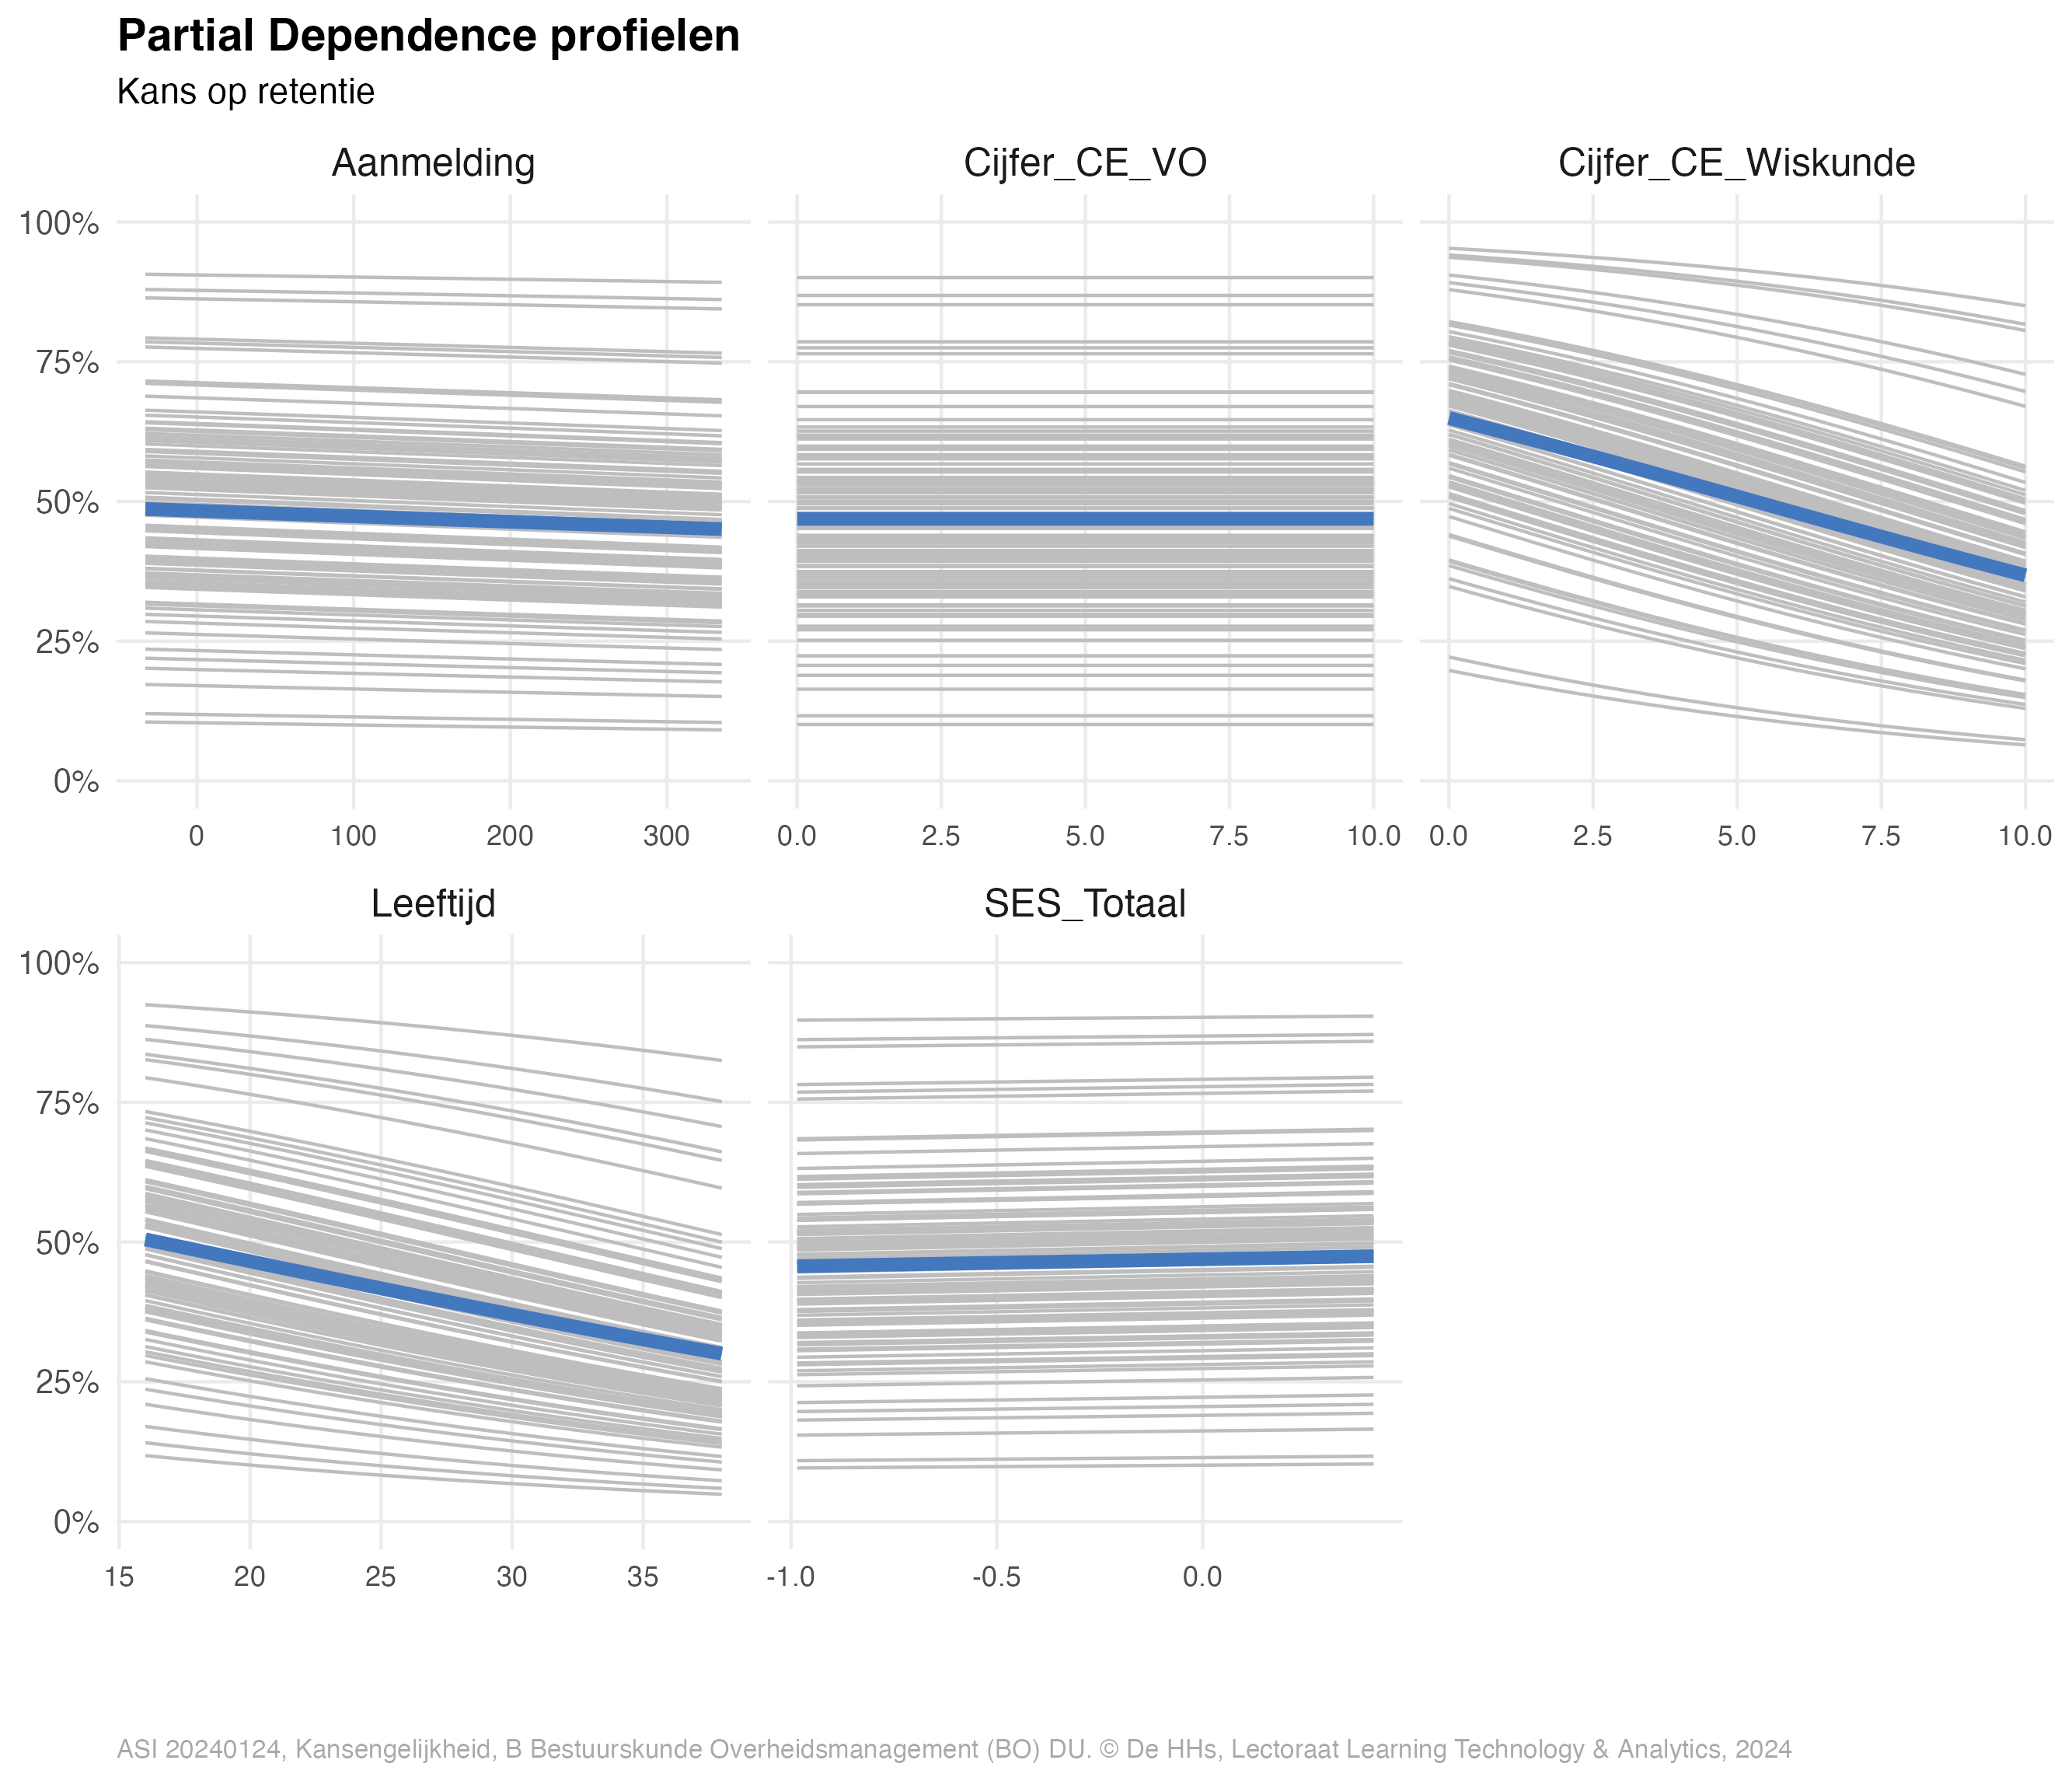 Partial Dependence profielen
Kans op retentie
Aanmelding
Cijfer_CE_VO
Cijfer_CE_Wiskunde
100%
75%
50%
25%
0%
0 100 200 300
0.0 2.5 5.0 7.5 10.0
0.0 2.5 5.0 7.5 10.0
Leeftijd
SES_Totaal
100%
75%
50%
25%
0%
15 20 25 30 35
-1.0 -0.5 0.0
ASI 20240124, Kansengelijkheid, B Bestuurskunde Overheidsmanagement (BO) DU. © De HHs, Lectoraat Learning Technology & Analytics, 2024